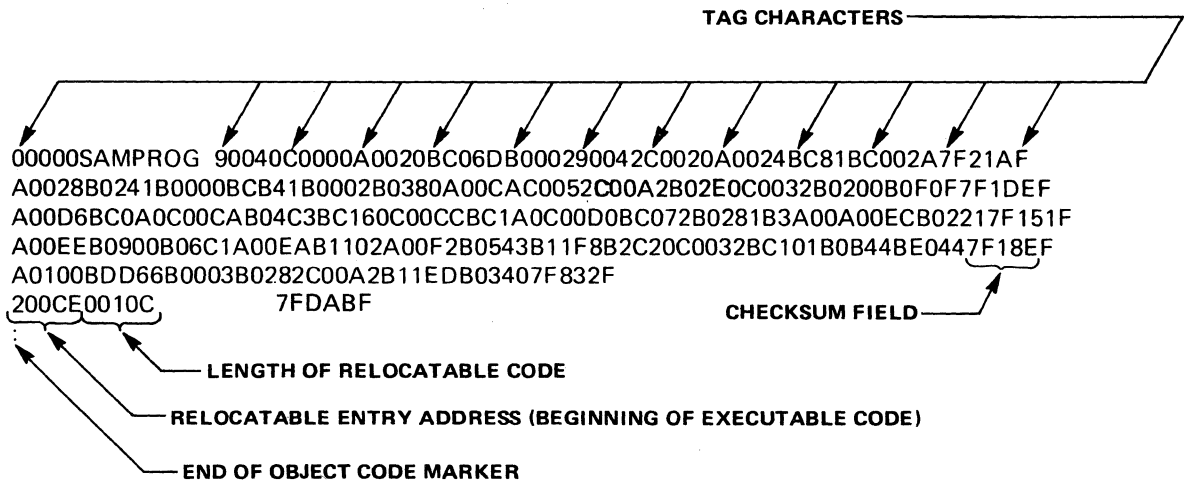 TAG CHARACTERS
00000SAMPROG 90040C0000A0020BC06DB000290042C0020A0024BC81BC002A7F21AF
A0028B0241B0000BCB41B0002B0380A00CAC0052C00A2B02E0C0032B0200B0F0F7F1DEF
A00D6BC0A0C00CAB04C3BC160C00CCBC1A0C00D0BC072B0281B3A00A00ECB02217F151F
A00EEB0900B06C1A00EAB1102A00F2B0543B11F8B2C20C0032BC101B0B44BE0447F18EF
A0100BDD66B0003B0282C00A2B11EDB03407F832F
200CE0010C 7FDABF
CHECKSUM FIELD
:
LENGTH OF RELOCATABLE CODE
RELOCATABLE ENTRY ADDRESS (BEGINNING OF EXECUTABLE CODE)
END OF OBJECT CODE MARKER